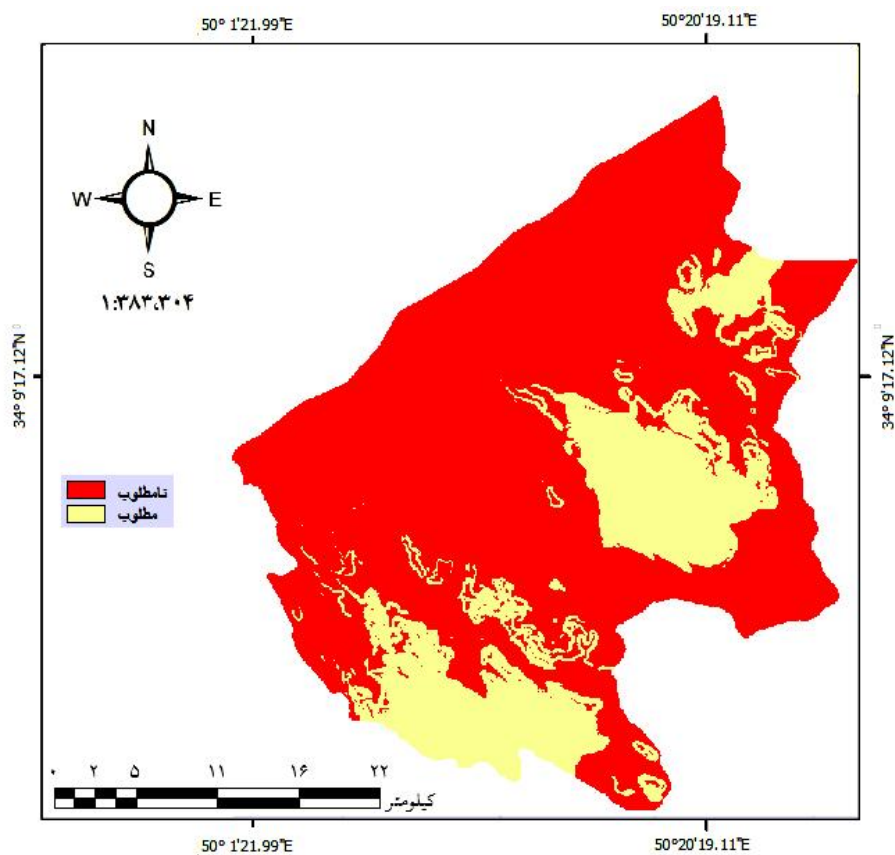 50° 1'21.99"E
50°20'19.11"E
N
W
E
S
۱:۳۸۳،۳۰۴
34° 9'17.12"N
34° 9'17.12"N
نامطلوب
مطلوب
۰ ۲ ۵ ۱۱ ۱۶ ۲۲
کیلومتر
50° 1'21.99"E
50°20'19.11"E